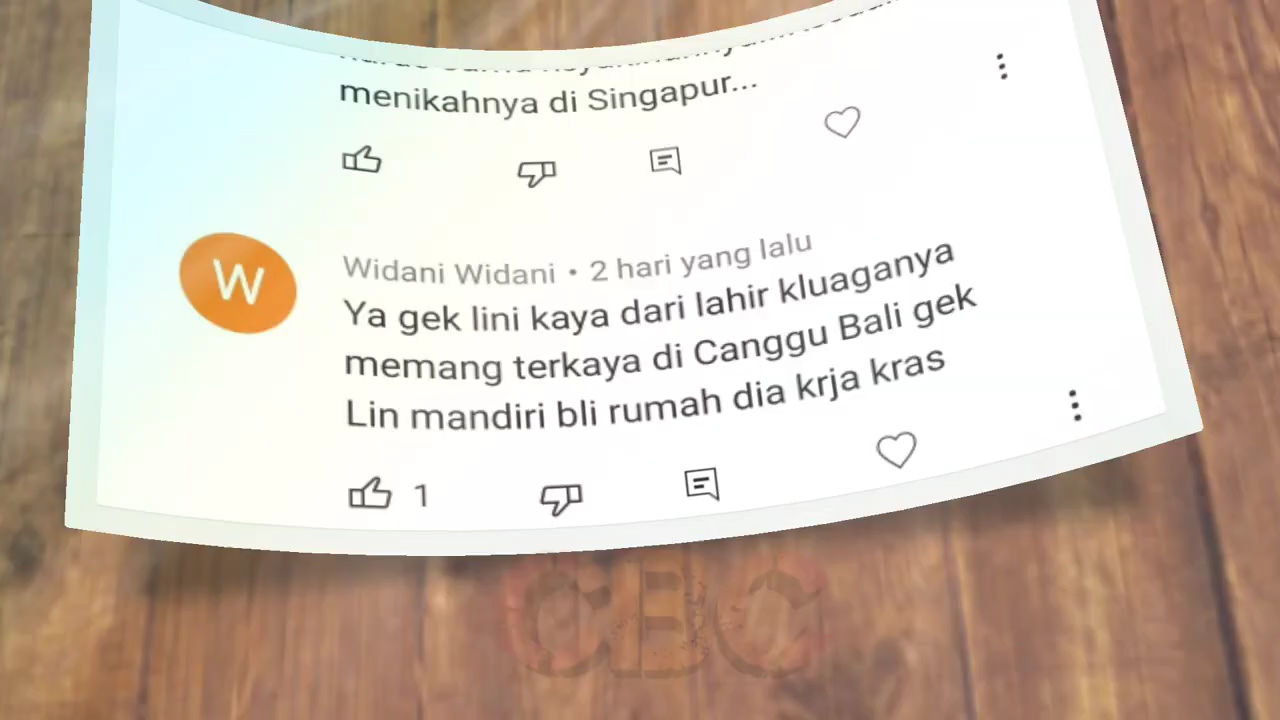 menikahnya di Singapur...
W
Widani Widani • 2 hari yang lalu
Ya gek lini kaya dari lahir kluaganya
memang terkaya di Canggu Bali gek
Lin mandiri bli rumah dia krja kras
1
CBC